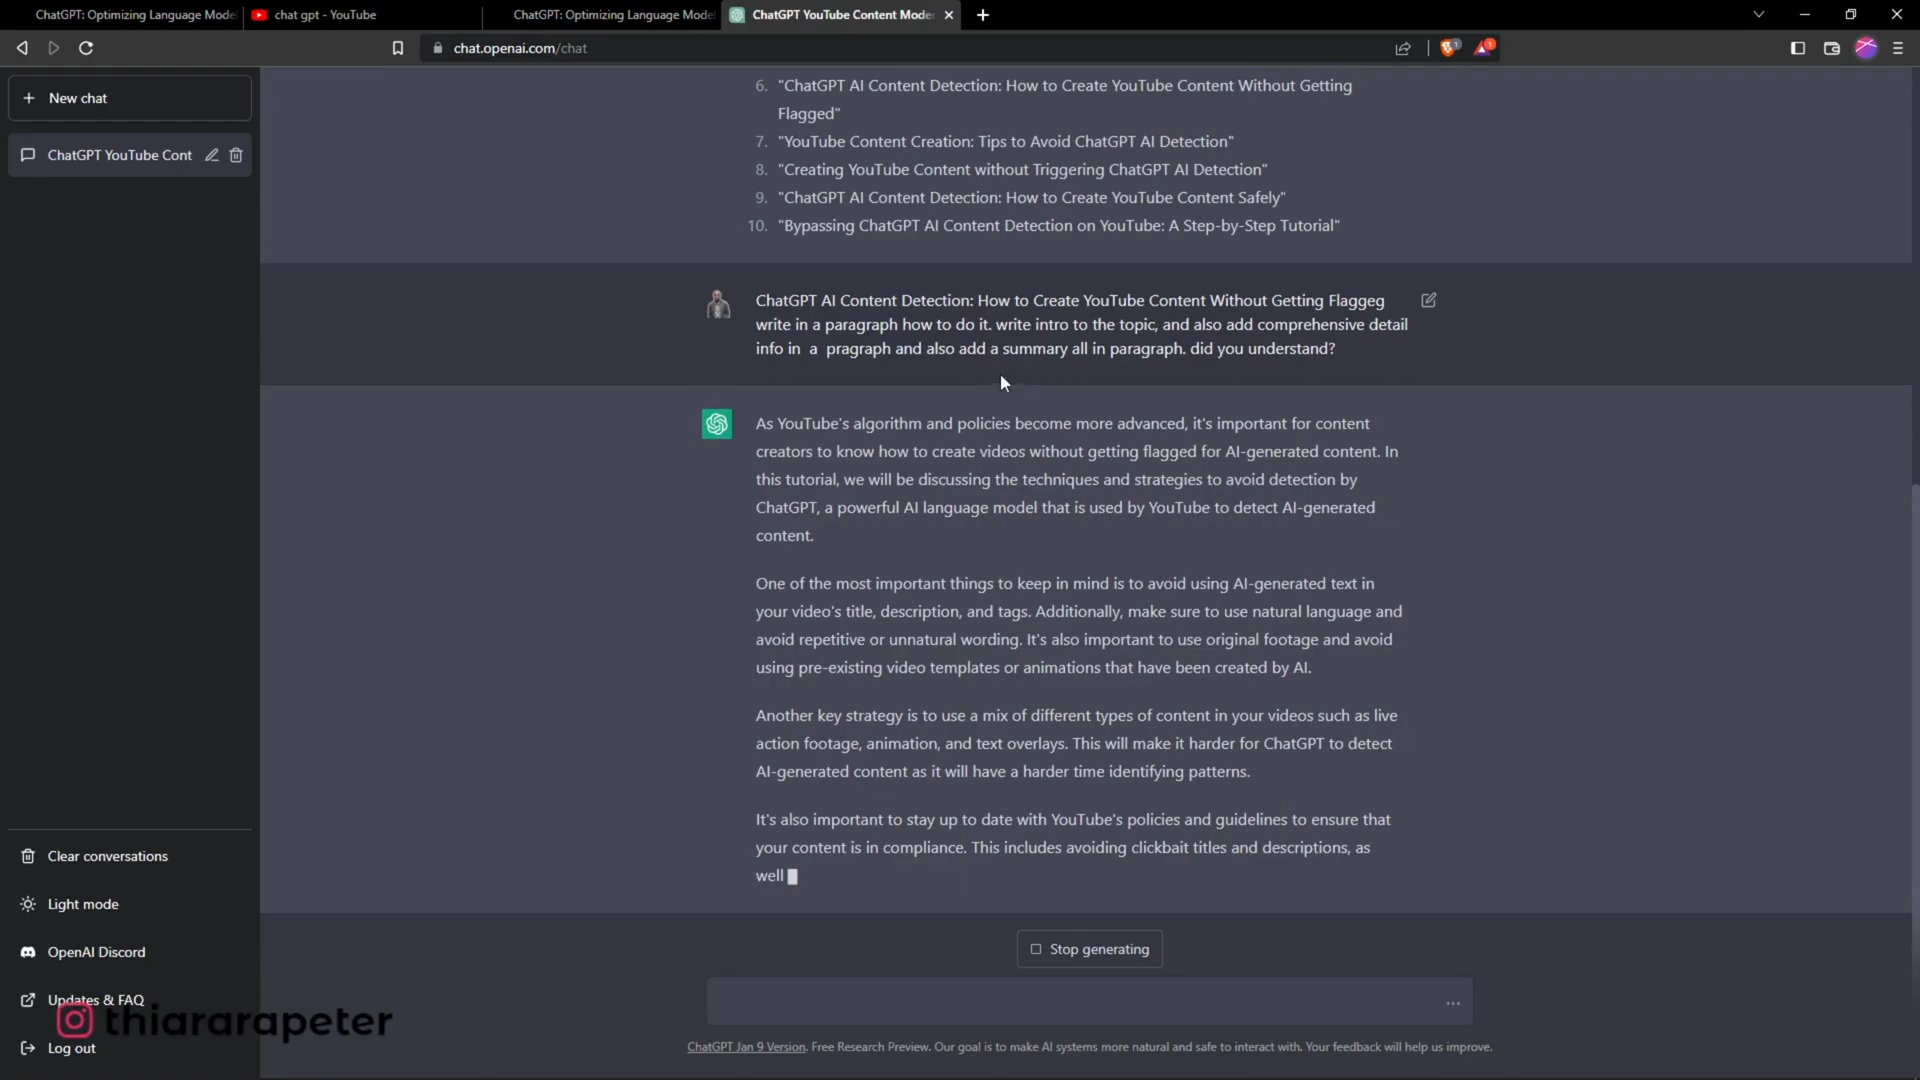 ChatGPT: Optimizing Language Model
chat gpt - YouTube
ChatGPT: Optimizing Language Model
ChatGPT YouTube Content Mode
chat.openai.com/chat
1
1
New chat
ChatGPT YouTube Cont
6. "ChatGPT AI Content Detection: How to Create YouTube Content Without Getting
Flagged"
7. "YouTube Content Creation: Tips to Avoid ChatGPT AI Detection"
8. "Creating YouTube Content without Triggering ChatGPT AI Detection"
9. "ChatGPT AI Content Detection: How to Create YouTube Content Safely"
10. "Bypassing ChatGPT AI Content Detection on YouTube: A Step-by-Step Tutorial"
ChatGPT AI Content Detection: How to Create YouTube Content Without Getting Flaggeg
write in a paragraph how to do it. write intro to the topic, and also add comprehensive detail
info in a pragraph and also add a summary all in paragraph. did you understand?
As YouTube's algorithm and policies become more advanced, it's important for content
creators to know how to create videos without getting flagged for AI-generated content. In
this tutorial, we will be discussing the techniques and strategies to avoid detection by
ChatGPT, a powerful AI language model that is used by YouTube to detect AI-generated
content.
One of the most important things to keep in mind is to avoid using AI-generated text in
your video's title, description, and tags. Additionally, make sure to use natural language and
avoid repetitive or unnatural wording. It's also important to use original footage and avoid
using pre-existing video templates or animations that have been created by AI.
Another key strategy is to use a mix of different types of content in your videos such as live
action footage, animation, and text overlays. This will make it harder for ChatGPT to detect
AI-generated content as it will have a harder time identifying patterns.
It's also important to stay up to date with YouTube's policies and guidelines to ensure that
your content is in compliance. This includes avoiding clickbait titles and descriptions, as
well
Clear conversations
Light mode
OpenAI Discord
Updates & FAQ
thiararapeter
Log out
Stop generating
ChatGPT Jan 9 Version. Free Research Preview. Our goal is to make AI systems more natural and safe to interact with. Your feedback will help us improve.